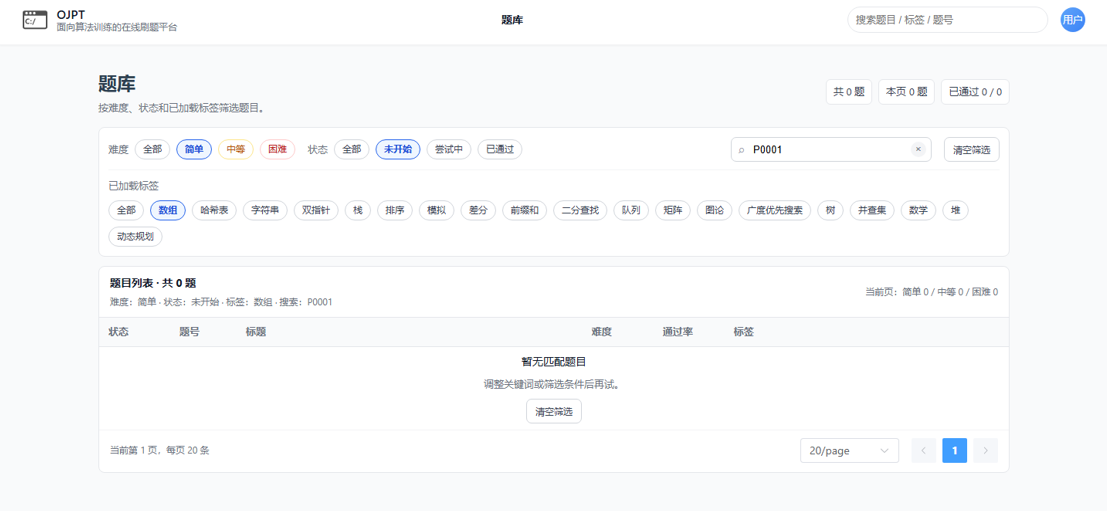 C:/
OJPT
面向算法训练的在线刷题平台
题库
搜索题目 / 标签 / 题号
用户
题库
按难度、状态和已加载标签筛选题目。
共 0 题
本页 0 题
已通过 0 / 0
难度 全部 简单 中等 困难 状态 全部 未开始 尝试中 已通过
P0001
清空筛选
已加载标签
全部 数组 哈希表 字符串 双指针 栈 排序 模拟 差分 前缀和 二分查找 队列 矩阵 图论 广度优先搜索 树 并查集 数学 堆
动态规划
题目列表 · 共 0 题
难度：简单 · 状态：未开始 · 标签：数组 · 搜索：P0001
当前页：简单 0 / 中等 0 / 困难 0
状态 题号 标题 难度 通过率 标签
暂无匹配题目
调整关键词或筛选条件后再试。
清空筛选
当前第 1 页，每页 20 条
20/page
1